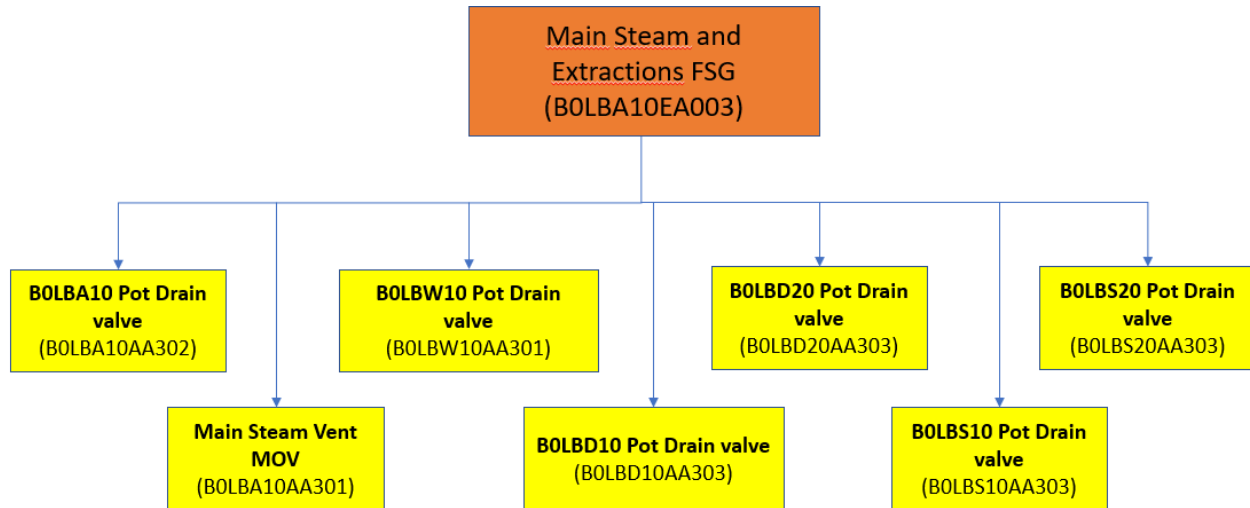 Main Steam and
Extractions FSG
(B0LBA10EA003)
B0LBA10 Pot Drain
valve
(B0LBA10AA302)
B0LBW10 Pot Drain
valve
(B0LBW10AA301)
B0LBD20 Pot Drain
valve
(B0LBD20AA303)
B0LBS20 Pot Drain
valve
(B0LBS20AA303)
Main Steam Vent
MOV
(B0LBA10AA301)
B0LBD10 Pot Drain valve
(B0LBD10AA303)
B0LBS10 Pot Drain
valve
(B0LBS10AA303)